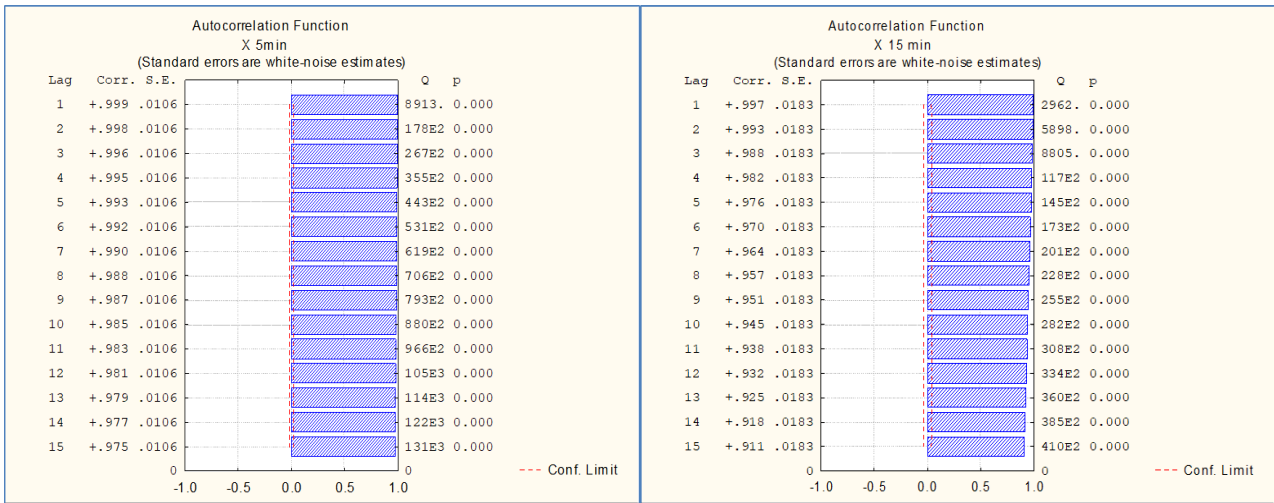 Autocorrelation Function
X 5min
(Standard errors are white-noise estimates)
Lag Corr. S.E. Q p
1 +.999 .0106 8913. 0.000
2 +.998 .0106 178E2 0.000
3 +.996 .0106 267E2 0.000
4 +.995 .0106 355E2 0.000
5 +.993 .0106 443E2 0.000
6 +.992 .0106 531E2 0.000
7 +.990 .0106 619E2 0.000
8 +.988 .0106 706E2 0.000
9 +.987 .0106 793E2 0.000
10 +.985 .0106 880E2 0.000
11 +.983 .0106 966E2 0.000
12 +.981 .0106 105E3 0.000
13 +.979 .0106 114E3 0.000
14 +.977 .0106 122E3 0.000
15 +.975 .0106 131E3 0.000
0 0
-1.0 -0.5 0.0 0.5 1.0
Conf. Limit
Autocorrelation Function
X 15 min
(Standard errors are white-noise estimates)
Lag Corr. S.E. Q p
1 +.997 .0183 2962. 0.000
2 +.993 .0183 5898. 0.000
3 +.988 .0183 8805. 0.000
4 +.982 .0183 117E2 0.000
5 +.976 .0183 145E2 0.000
6 +.970 .0183 173E2 0.000
7 +.964 .0183 201E2 0.000
8 +.957 .0183 228E2 0.000
9 +.951 .0183 255E2 0.000
10 +.945 .0183 282E2 0.000
11 +.938 .0183 308E2 0.000
12 +.932 .0183 334E2 0.000
13 +.925 .0183 360E2 0.000
14 +.918 .0183 385E2 0.000
15 +.911 .0183 410E2 0.000
0 0
-1.0 -0.5 0.0 0.5 1.0
Conf. Limit